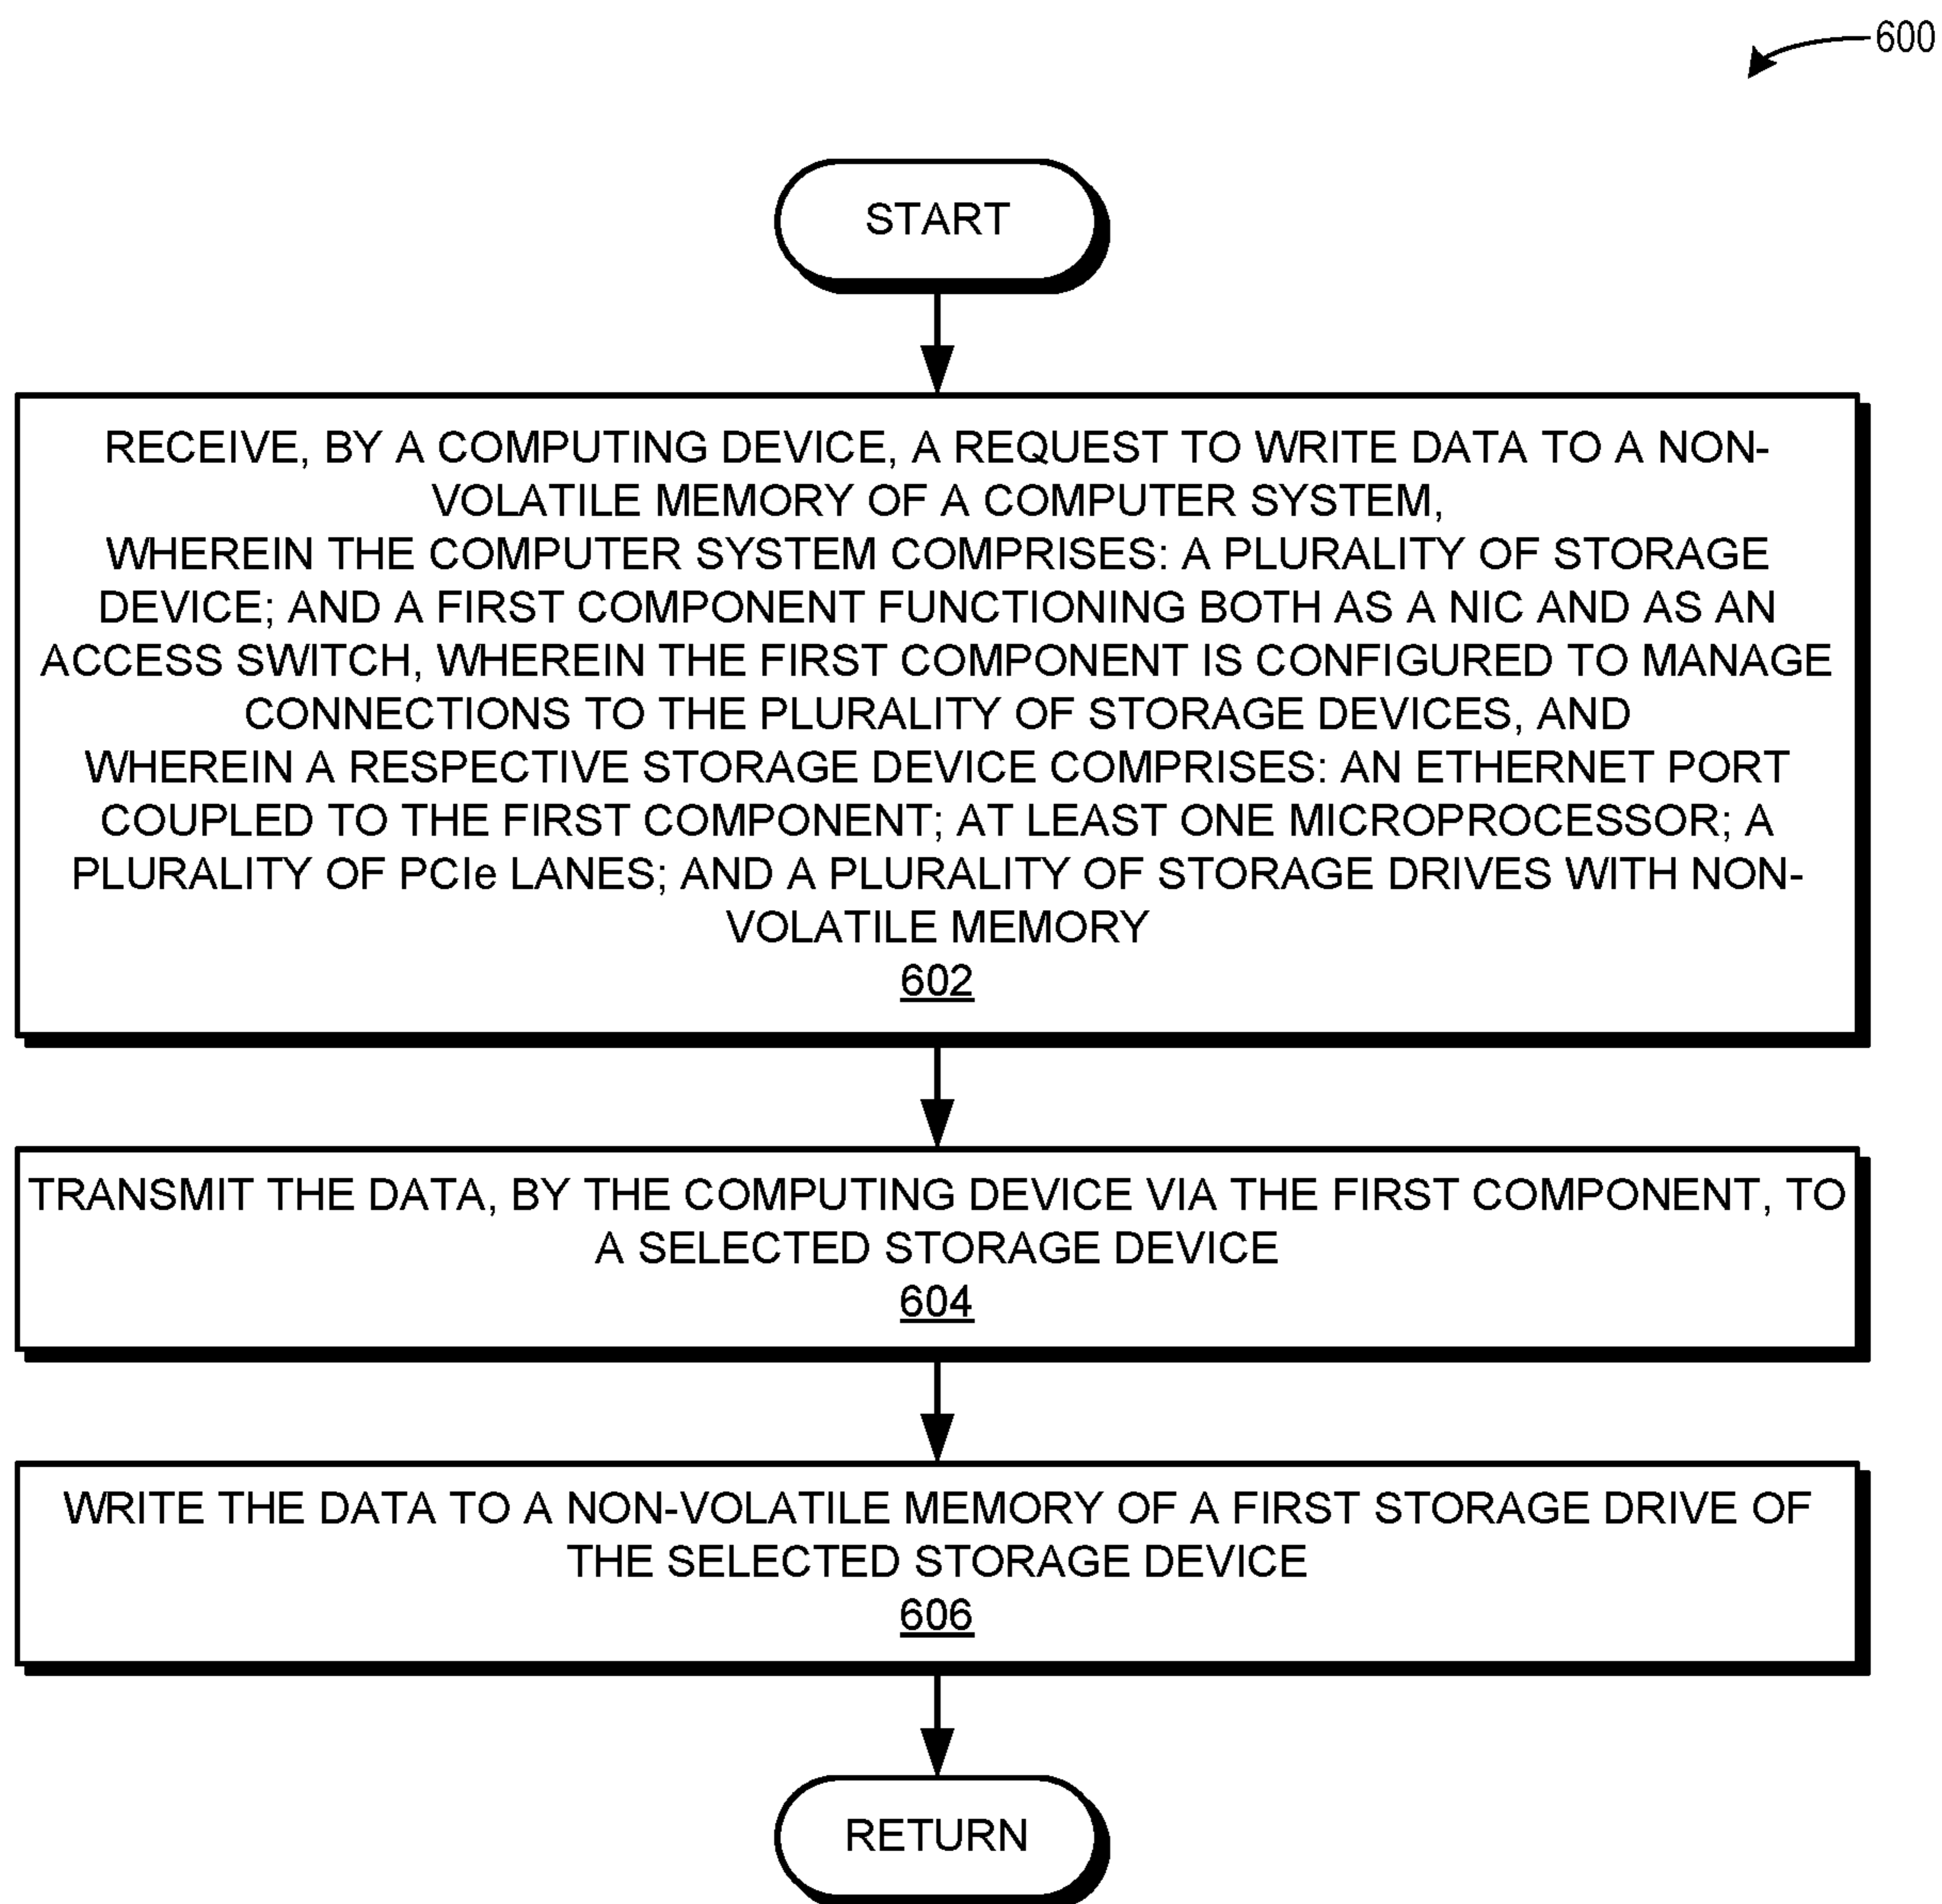 600
START
RECEIVE, BY A COMPUTING DEVICE, A REQUEST TO WRITE DATA TO A NON-
VOLATILE MEMORY OF A COMPUTER SYSTEM,
WHEREIN THE COMPUTER SYSTEM COMPRISES: A PLURALITY OF STORAGE
DEVICE; AND A FIRST COMPONENT FUNCTIONING BOTH AS A NIC AND AS AN
ACCESS SWITCH, WHEREIN THE FIRST COMPONENT IS CONFIGURED TO MANAGE
CONNECTIONS TO THE PLURALITY OF STORAGE DEVICES, AND
WHEREIN A RESPECTIVE STORAGE DEVICE COMPRISES: AN ETHERNET PORT
COUPLED TO THE FIRST COMPONENT; AT LEAST ONE MICROPROCESSOR; A
PLURALITY OF PCIe LANES; AND A PLURALITY OF STORAGE DRIVES WITH NON-
VOLATILE MEMORY
602
TRANSMIT THE DATA, BY THE COMPUTING DEVICE VIA THE FIRST COMPONENT, TO
A SELECTED STORAGE DEVICE
604
WRITE THE DATA TO A NON-VOLATILE MEMORY OF A FIRST STORAGE DRIVE OF
THE SELECTED STORAGE DEVICE
606
RETURN